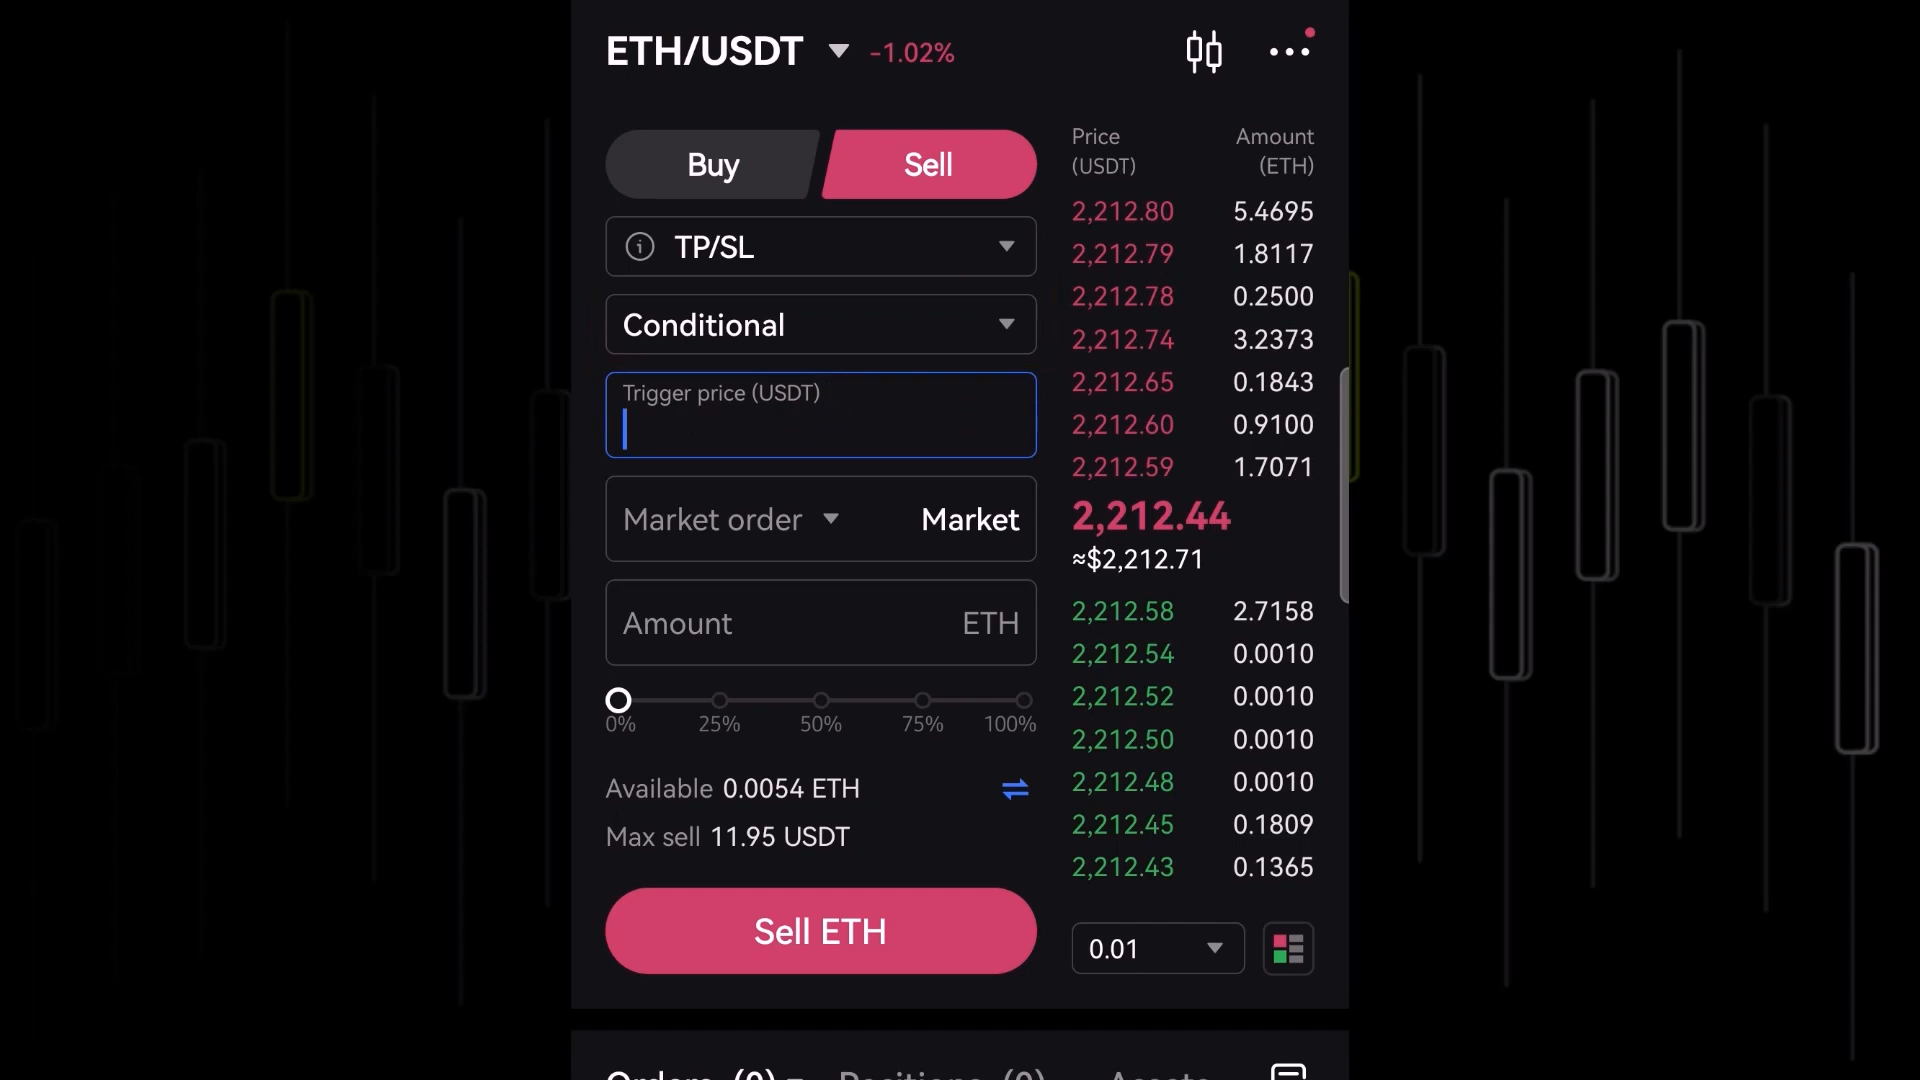 ETH/USDT -1.02%
Buy
Sell
TP/SL
Conditional
Trigger price (USDT)
Market order Market
Amount ETH
0% 25% 50% 75% 100%
Available 0.0054 ETH
Max sell 11.95 USDT
Sell ETH
Price Amount
(USDT) (ETH)
2,212.80 5.4695
2,212.79 1.8117
2,212.78 0.2500
2,212.74 3.2373
2,212.65 0.1843
2,212.60 0.9100
2,212.59 1.7071
2,212.44
≈$2,212.71
2,212.58 2.7158
2,212.54 0.0010
2,212.52 0.0010
2,212.50 0.0010
2,212.48 0.0010
2,212.45 0.1809
2,212.43 0.1365
0.01
Orders (0) Positions (0) Assets